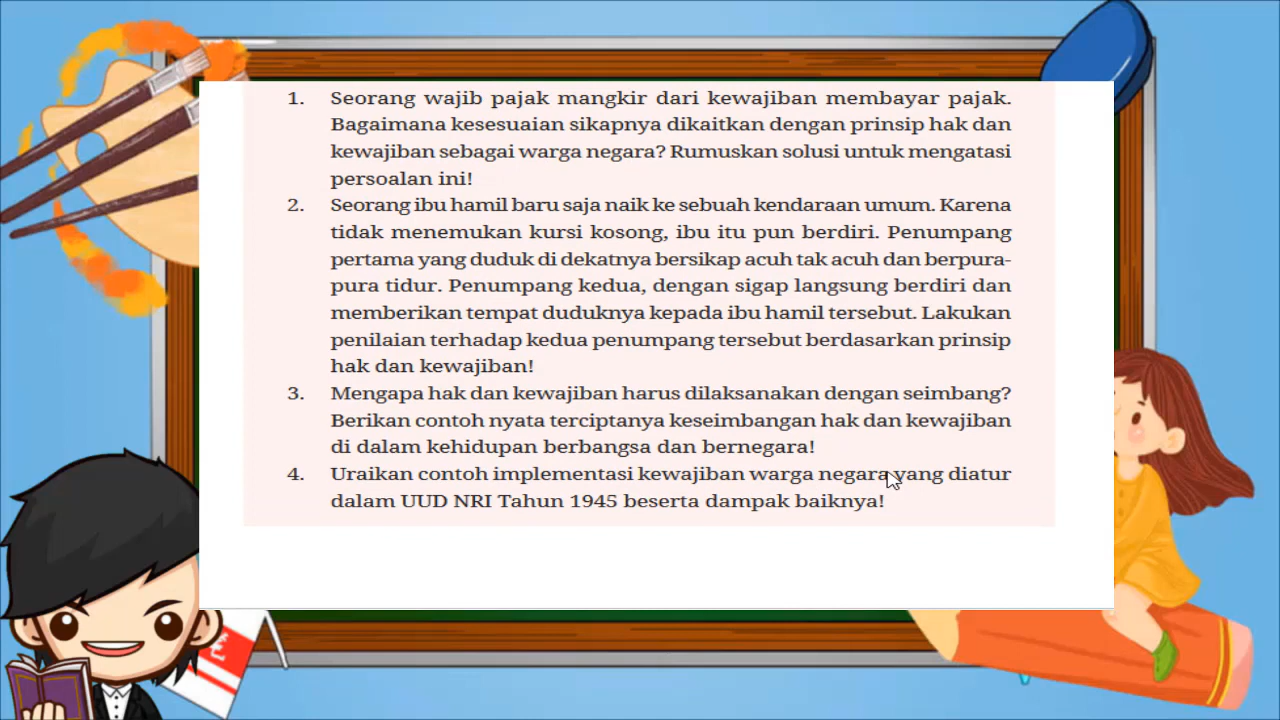 1. Seorang wajib pajak mangkir dari kewajiban membayar pajak.
Bagaimana kesesuaian sikapnya dikaitkan dengan prinsip hak dan
kewajiban sebagai warga negara? Rumuskan solusi untuk mengatasi
persoalan ini!
2. Seorang ibu hamil baru saja naik ke sebuah kendaraan umum. Karena
tidak menemukan kursi kosong, ibu itu pun berdiri. Penumpang
pertama yang duduk di dekatnya bersikap acuh tak acuh dan berpura-
pura tidur. Penumpang kedua, dengan sigap langsung berdiri dan
memberikan tempat duduknya kepada ibu hamil tersebut. Lakukan
penilaian terhadap kedua penumpang tersebut berdasarkan prinsip
hak dan kewajiban!
3. Mengapa hak dan kewajiban harus dilaksanakan dengan seimbang?
Berikan contoh nyata terciptanya keseimbangan hak dan kewajiban
di dalam kehidupan berbangsa dan bernegara!
4. Uraikan contoh implementasi kewajiban warga negara yang diatur
dalam UUD NRI Tahun 1945 beserta dampak baiknya!